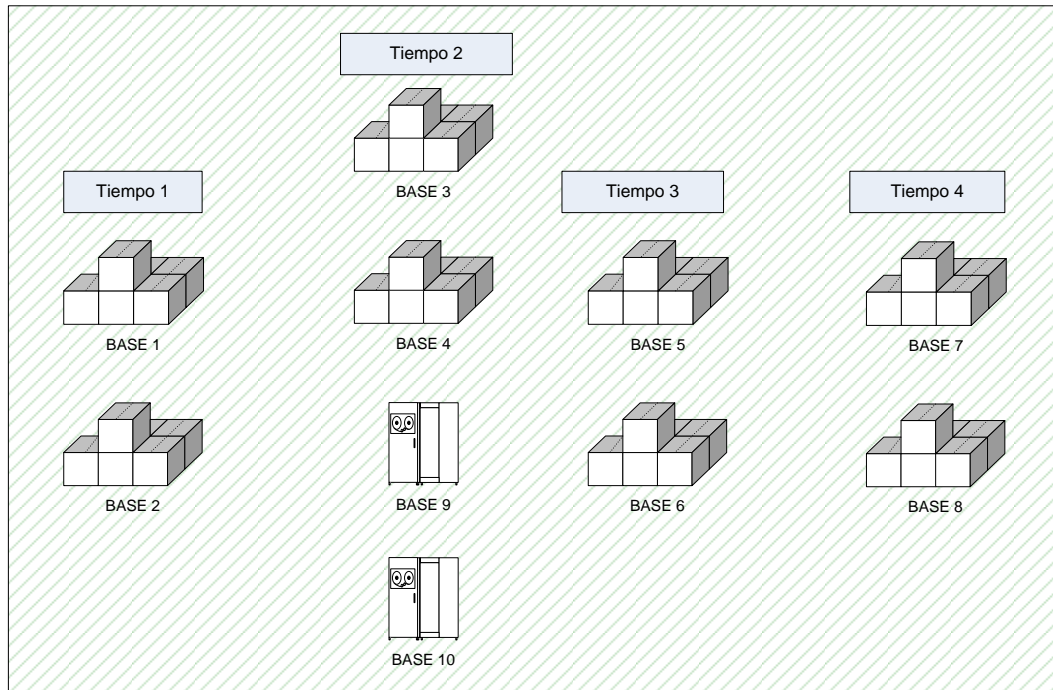 Tiempo 2
BASE 3
Tiempo 1
Tiempo 3
Tiempo 4
BASE 1
BASE 4
BASE 5
BASE 7
BASE 2
BASE 9
BASE 6
BASE 8
BASE 10